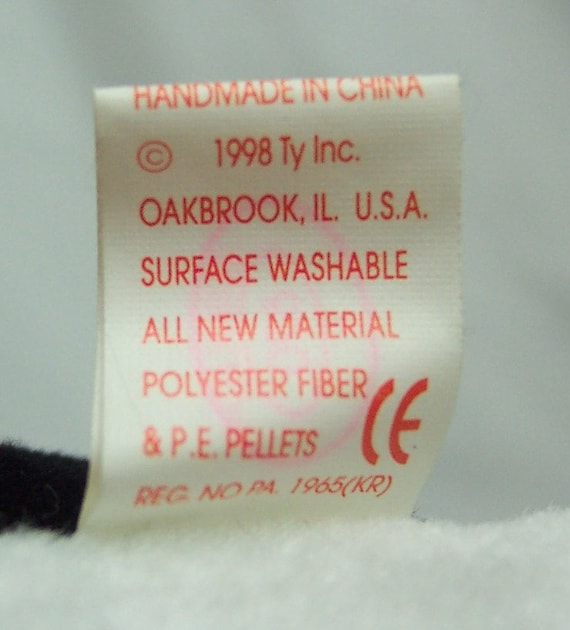 HANDMADE IN CHINA
© 1998 Ty Inc.
OAKBROOK, IL. U.S.A.
SURFACE WASHABLE
ALL NEW MATERIAL
POLYESTER FIBER
& P.E. PELLETS CE
REG. NO PA. 1965(KR)